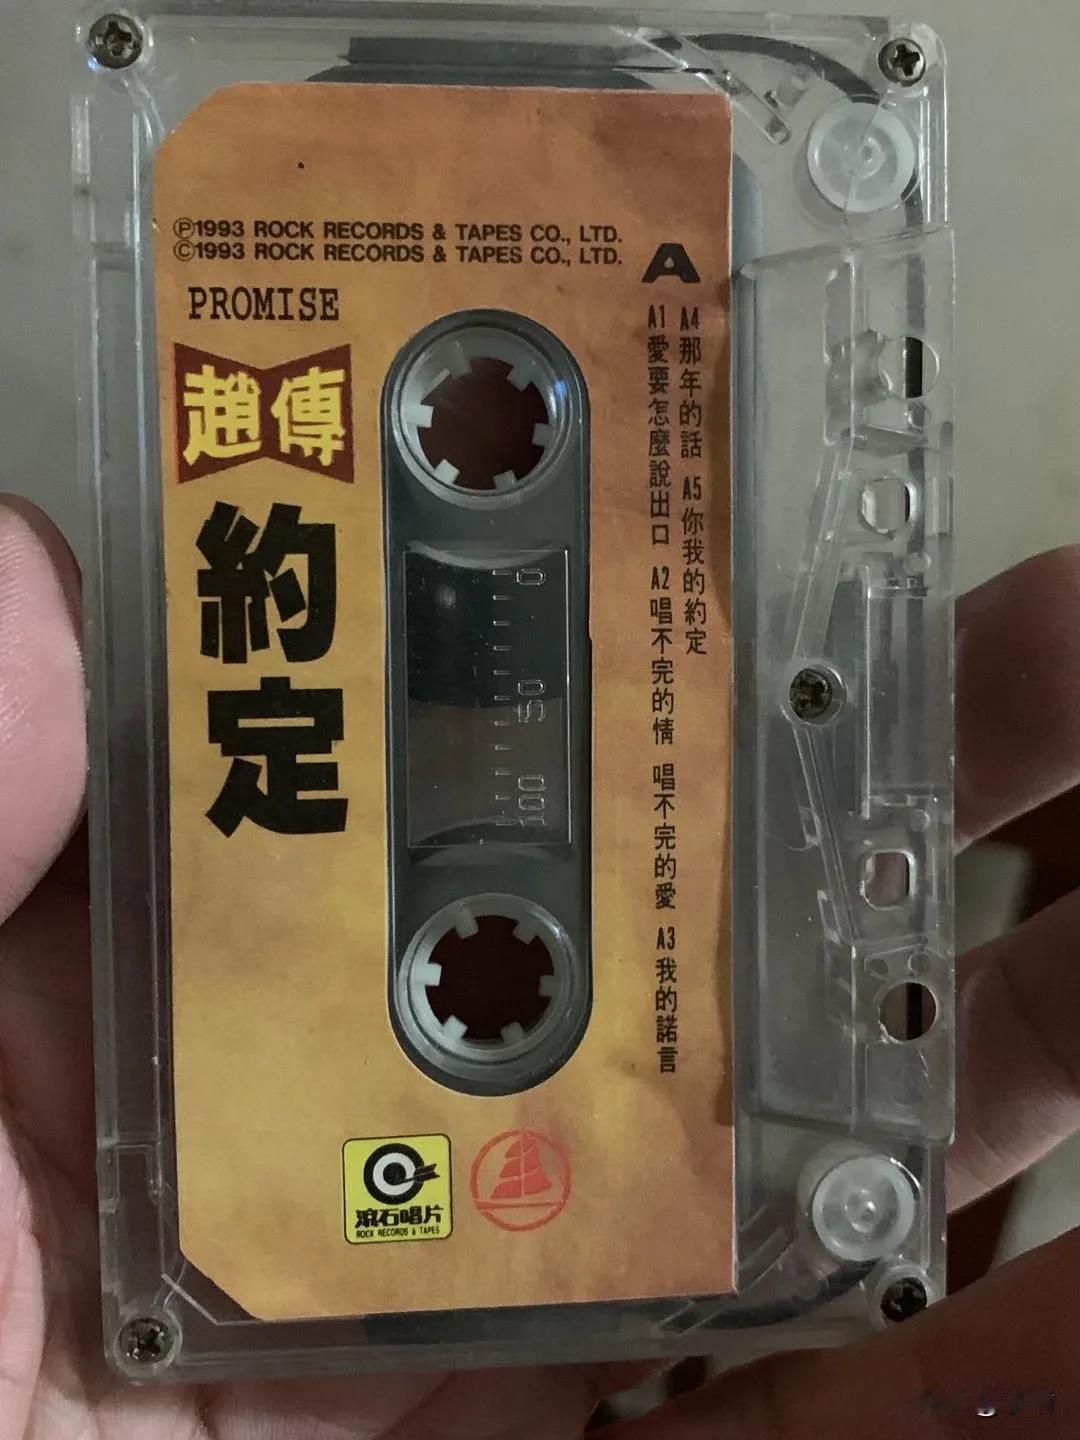 Ⓟ1993 ROCK RECORDS & TAPES CO., LTD.
Ⓒ1993 ROCK RECORDS & TAPES CO., LTD.
A
PROMISE
趙傳
約定
A1 愛要怎麼說出口 A2 唱不完的情 唱不完的愛 A3 我的諾言
A4 那年的話 A5 你我的約定
0
50
100
滾石唱片
ROCK RECORDS & TAPES